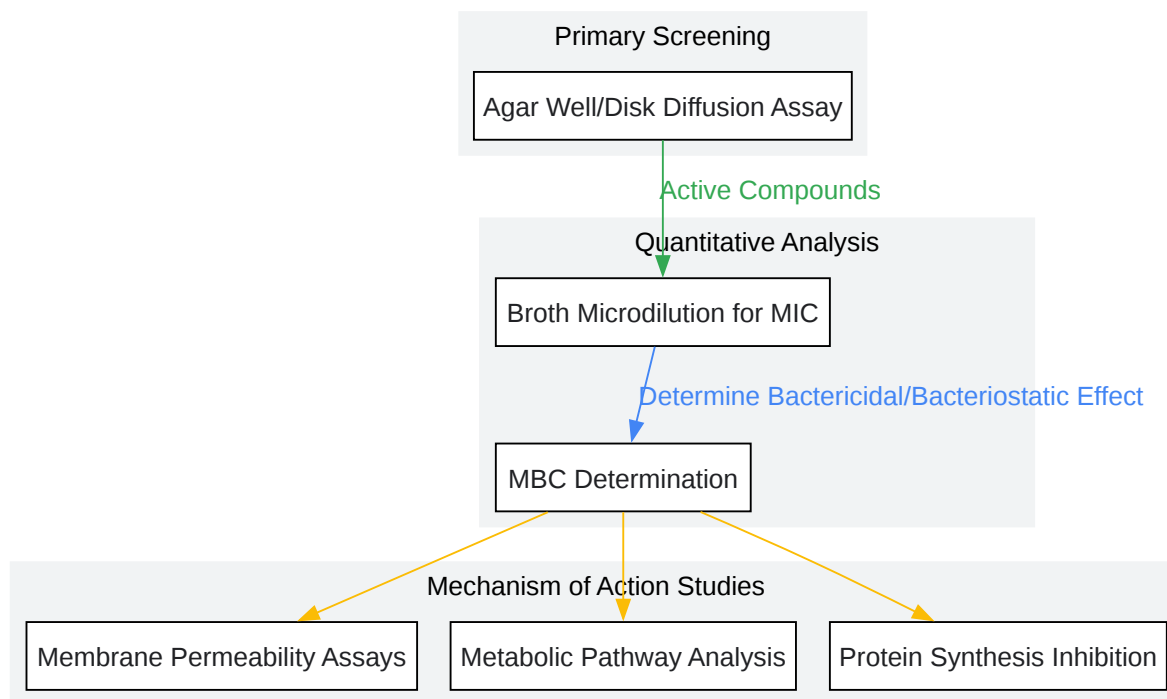 Primary Screening
Agar Well/Disk Diffusion Assay
Active Compounds
Quantitative Analysis
Broth Microdilution for MIC
Determine Bactericidal/Bacteriostatic Effect
MBC Determination
Mechanism of Action Studies
Membrane Permeability Assays
Metabolic Pathway Analysis
Protein Synthesis Inhibition